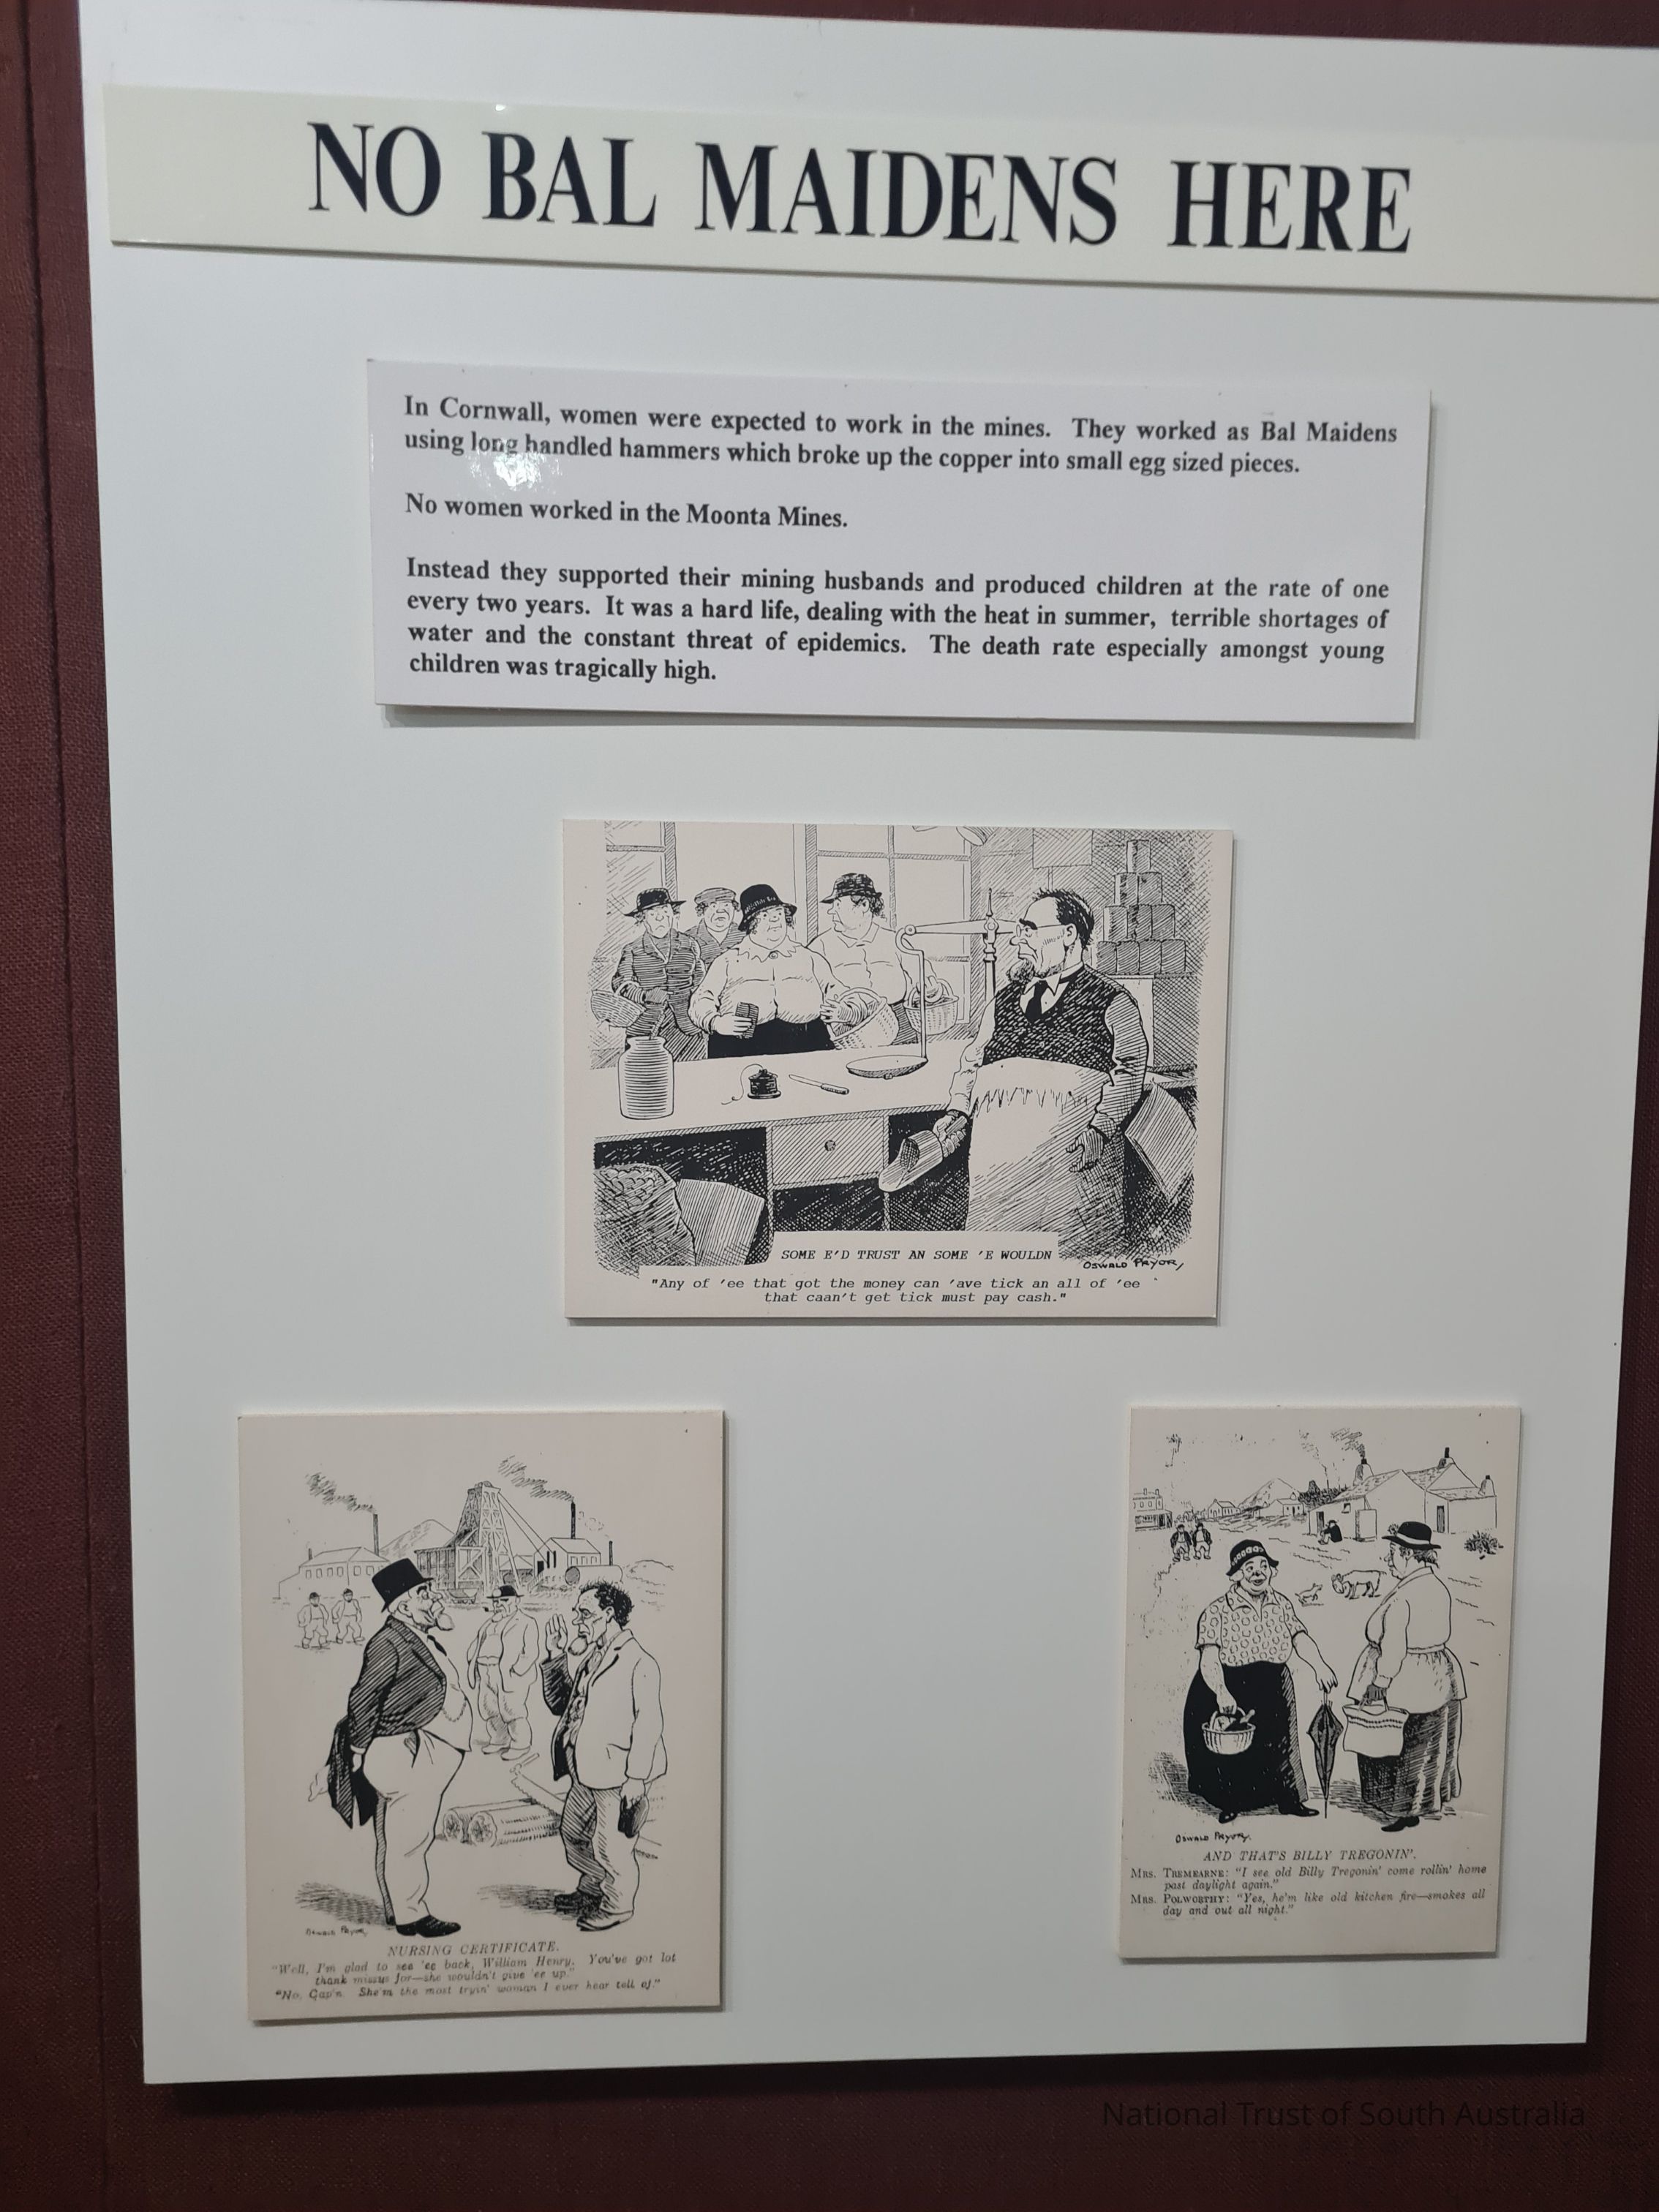 NO BAL MAIDENS HERE
In Cornwall, women were expected to work in the mines. They worked as Bal Maidens
using long handled hammers which broke up the copper into small egg sized pieces.
No women worked in the Moonta Mines.
Instead they supported their mining husbands and produced children at the rate of one
every two years. It was a hard life, dealing with the heat in summer, terrible shortages of
water and the constant threat of epidemics. The death rate especially amongst young
children was tragically high.
SOME E'D TRUST AN SOME 'E WOULDN
OSWALD PRYOR
"Any of 'ee that got the money can 'ave tick an all of 'ee
that caan't get tick must pay cash."
OSWALD PRYOR
NURSING CERTIFICATE.
"Well, I'm glad to see 'ee back, William Henry. You've got lot
thank missus for—she wouldn't give 'ee up."
"No, Cap'n. She'm the most tryin' woman I ever hear tell of."
OSWALD PRYOR.
AND THAT'S BILLY TREGONIN'.
MRS. TREMEARNE: "I see old Billy Tregonin' come rollin' home
past daylight again."
MRS. POLWORTHY: "Yes, he'm like old kitchen fire—smokes all
day and out all night."
National Trust of South Australia